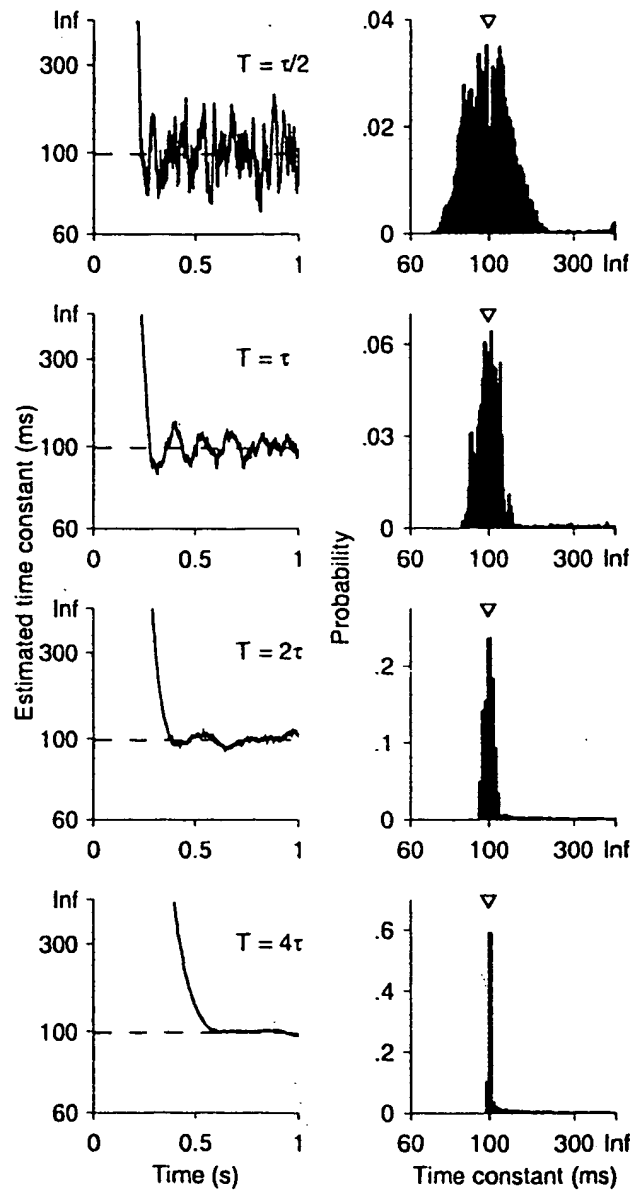 Estimated time constant (ms)
Probability
Inf
300
100
60
T = τ/2
0 0.5 1
.04
.02
0
60 100 300 Inf
Inf
300
100
60
T = τ
0 0.5 1
.06
.03
0
60 100 300 Inf
Inf
300
100
60
T = 2τ
0 0.5 1
.2
.1
0
60 100 300 Inf
Inf
300
100
60
T = 4τ
0 0.5 1
Time (s)
.6
.4
.2
0
60 100 300 Inf
Time constant (ms)